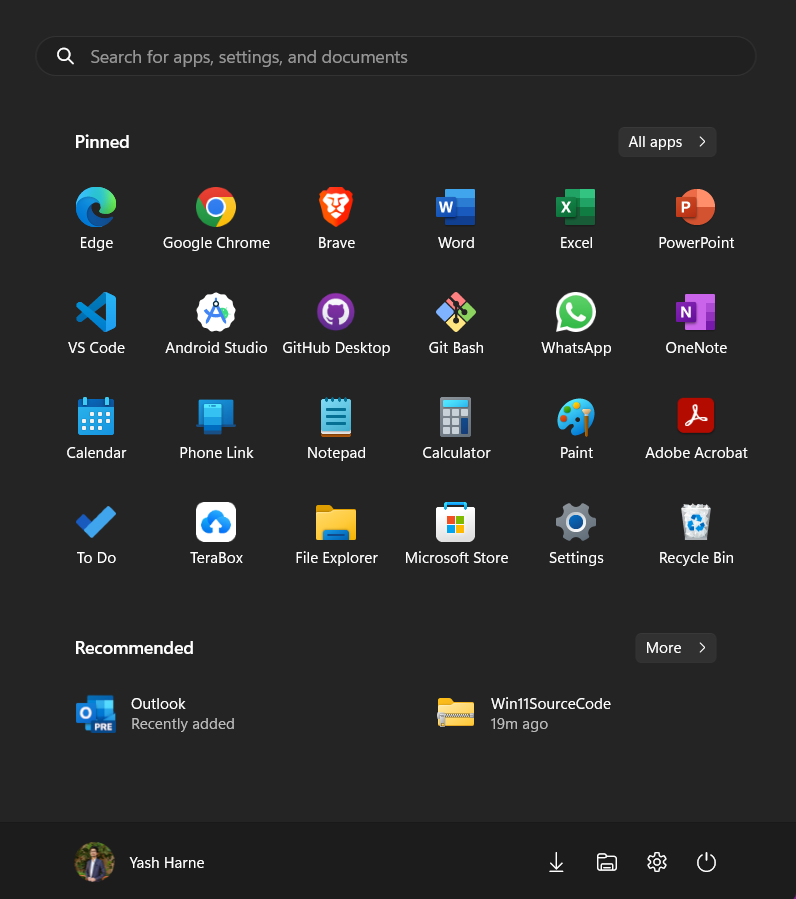 Search for apps, settings, and documents
Pinned
All apps
Edge
Google Chrome
Brave
W
Word
X
Excel
P
PowerPoint
VS Code
Android Studio
GitHub Desktop
Git Bash
WhatsApp
N
OneNote
Calendar
Phone Link
Notepad
Calculator
Paint
Adobe Acrobat
To Do
TeraBox
File Explorer
Microsoft Store
Settings
Recycle Bin
Recommended
More
O
PRE
Outlook
Recently added
Win11SourceCode
19m ago
Yash Harne